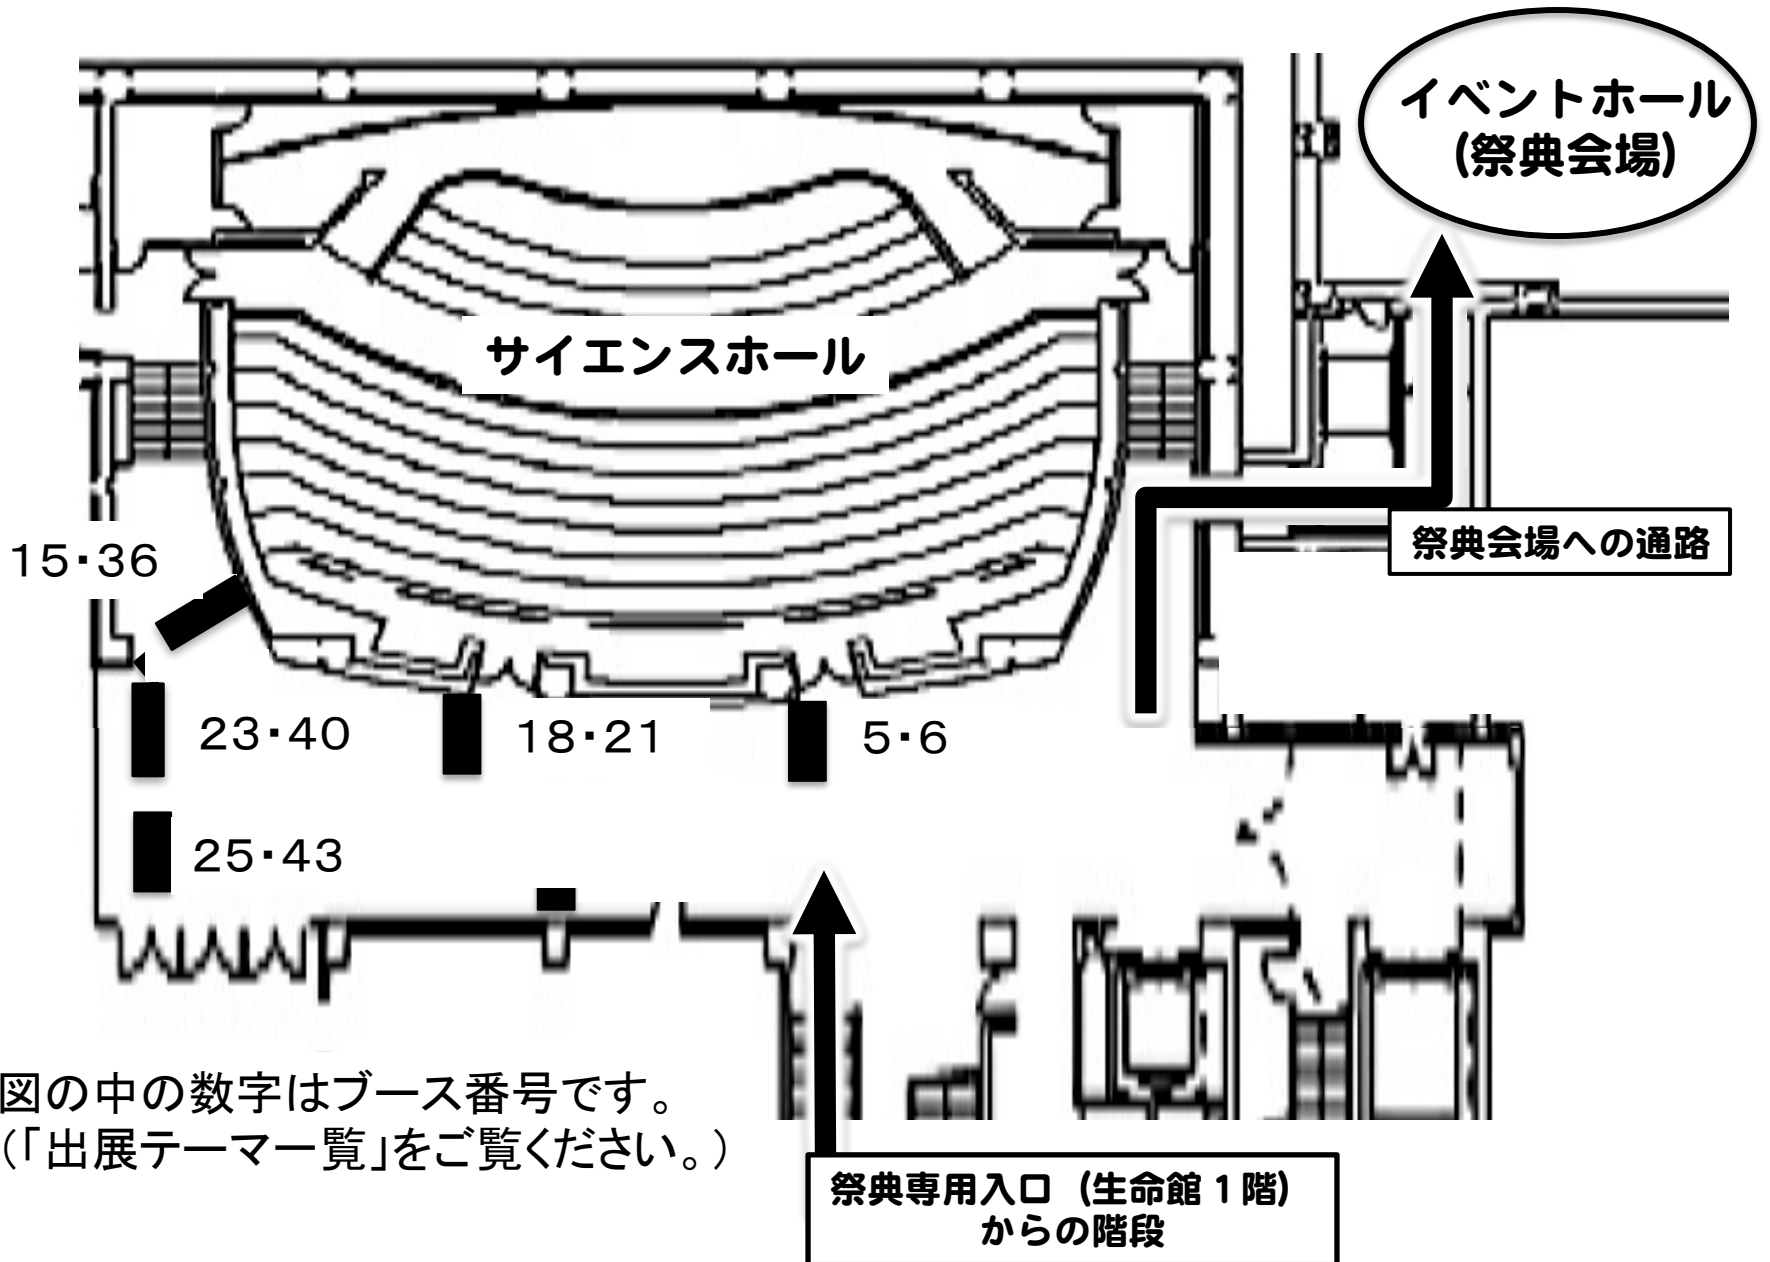 イベントホール
(祭典会場)
サイエンスホール
祭典会場への通路
15・36
23・40
18・21
5・6
25・43
図の中の数字はブース番号です。
(「出展テーマ一覧」をご覧ください。)
祭典専用入口 (生命館1階)
からの階段